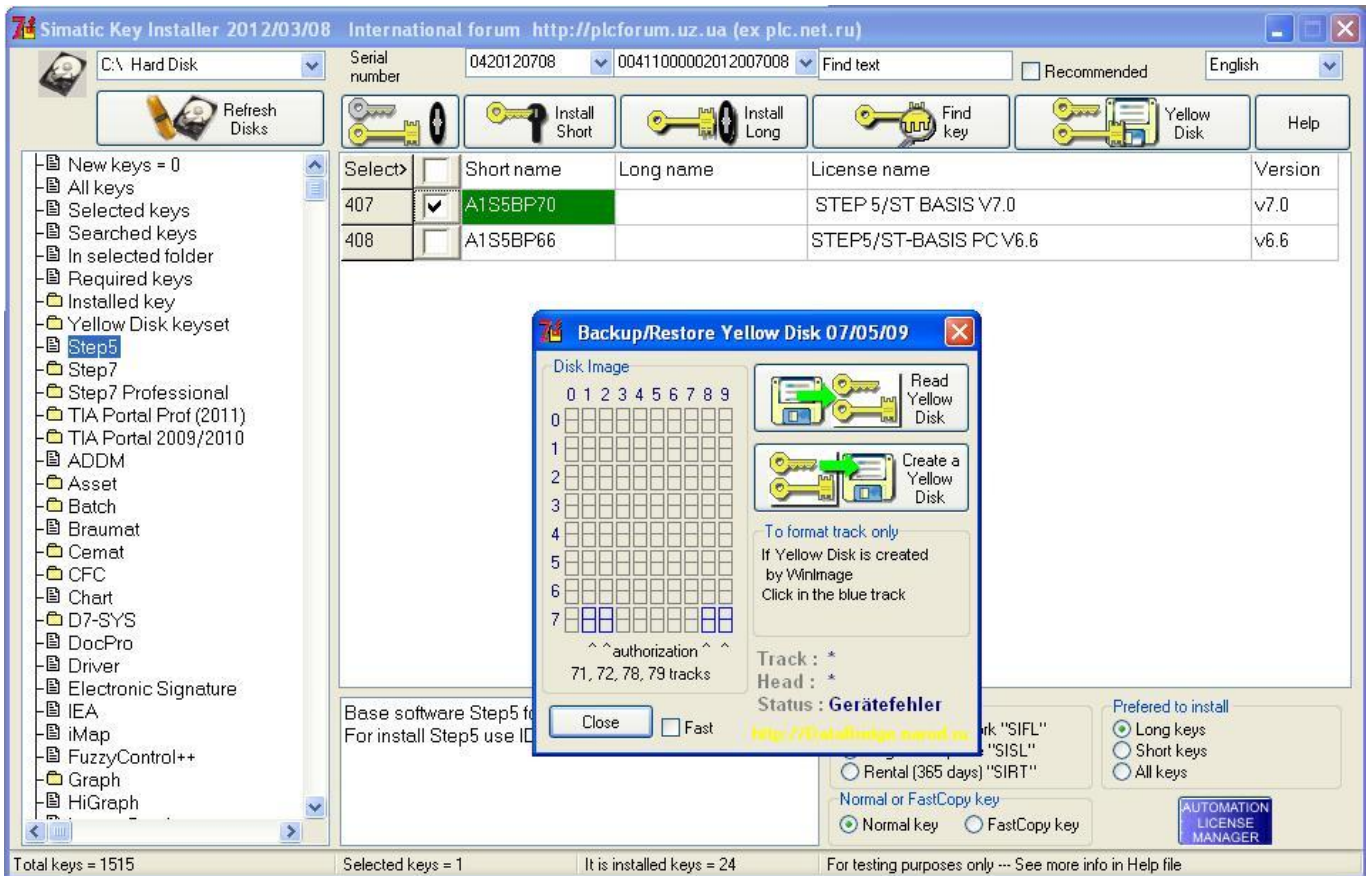 Simatic Key Installer 2012/03/08 International forum http://plcforum.uz.ua (ex plc.net.ru)
C:\ Hard Disk
Serial number
0420120708
00411000002012007008
Find text
Recommended
English
Refresh Disks
Install Short
Install Long
Find key
Yellow Disk
Help
New keys = 0
All keys
Selected keys
Searched keys
In selected folder
Required keys
Installed key
Yellow Disk keyset
Step5
Step7
Step7 Professional
TIA Portal Prof (2011)
TIA Portal 2009/2010
ADDM
Asset
Batch
Braumat
Cemat
CFC
Chart
D7-SYS
DocPro
Driver
Electronic Signature
IEA
iMap
FuzzyControl++
Graph
HiGraph
Select> Short name Long name License name Version
407 A1S5BP70 STEP 5/ST BASIS V7.0 v7.0
408 A1S5BP66 STEP5/ST-BASIS PC V6.6 v6.6
Backup/Restore Yellow Disk 07/05/09
Disk Image
0 1 2 3 4 5 6 7 8 9
0
1
2
3
4
5
6
7
^ ^ authorization ^ ^
71, 72, 78, 79 tracks
Close
Fast
Read Yellow Disk
Create a Yellow Disk
To format track only
If Yellow Disk is created
by WinImage
Click in the blue track
Track : *
Head : *
Status : Gerätefehler
Base software Step5
For install Step5 use
"SIFL"
"SISL"
Rental (365 days) "SIRT"
Normal or FastCopy key
Normal key
FastCopy key
Prefered to install
Long keys
Short keys
All keys
AUTOMATION
LICENSE
MANAGER
Total keys = 1515
Selected keys = 1
It is installed keys = 24
For testing purposes only --- See more info in Help file